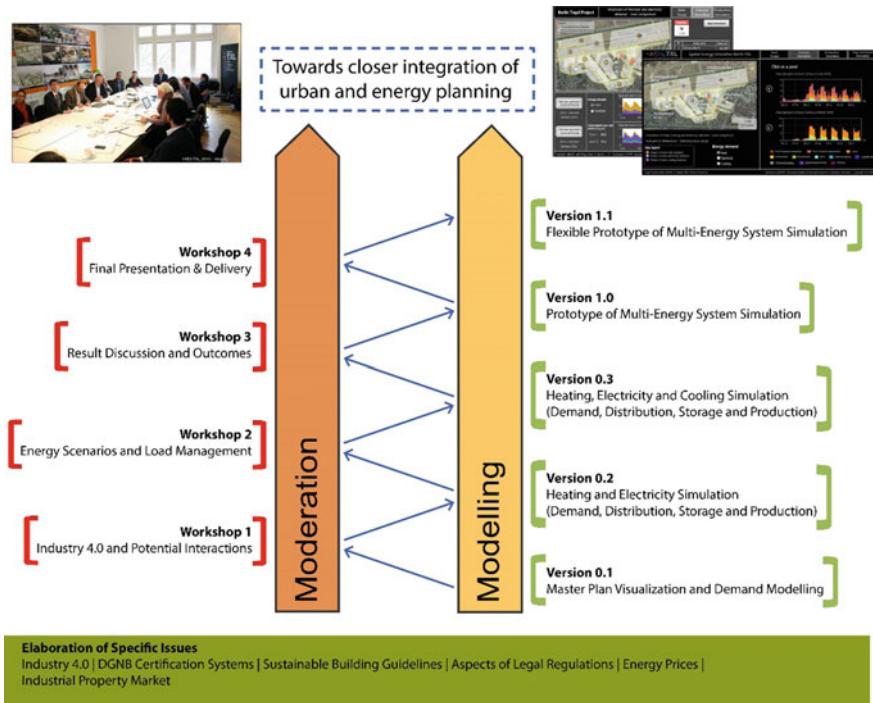 Towards closer integration of
urban and energy planning
Moderation
Modelling
Workshop 4
Final Presentation & Delivery
Workshop 3
Result Discussion and Outcomes
Workshop 2
Energy Scenarios and Load Management
Workshop 1
Industry 4.0 and Potential Interactions
Version 1.1
Flexible Prototype of Multi-Energy System Simulation
Version 1.0
Prototype of Multi-Energy System Simulation
Version 0.3
Heating, Electricity and Cooling Simulation
(Demand, Distribution, Storage and Production)
Version 0.2
Heating and Electricity Simulation
(Demand, Distribution, Storage and Production)
Version 0.1
Master Plan Visualization and Demand Modelling
Elaboration of Specific Issues
Industry 4.0 | DGNB Certification Systems | Sustainable Building Guidelines | Aspects of Legal Regulations | Energy Prices |
Industrial Property Market